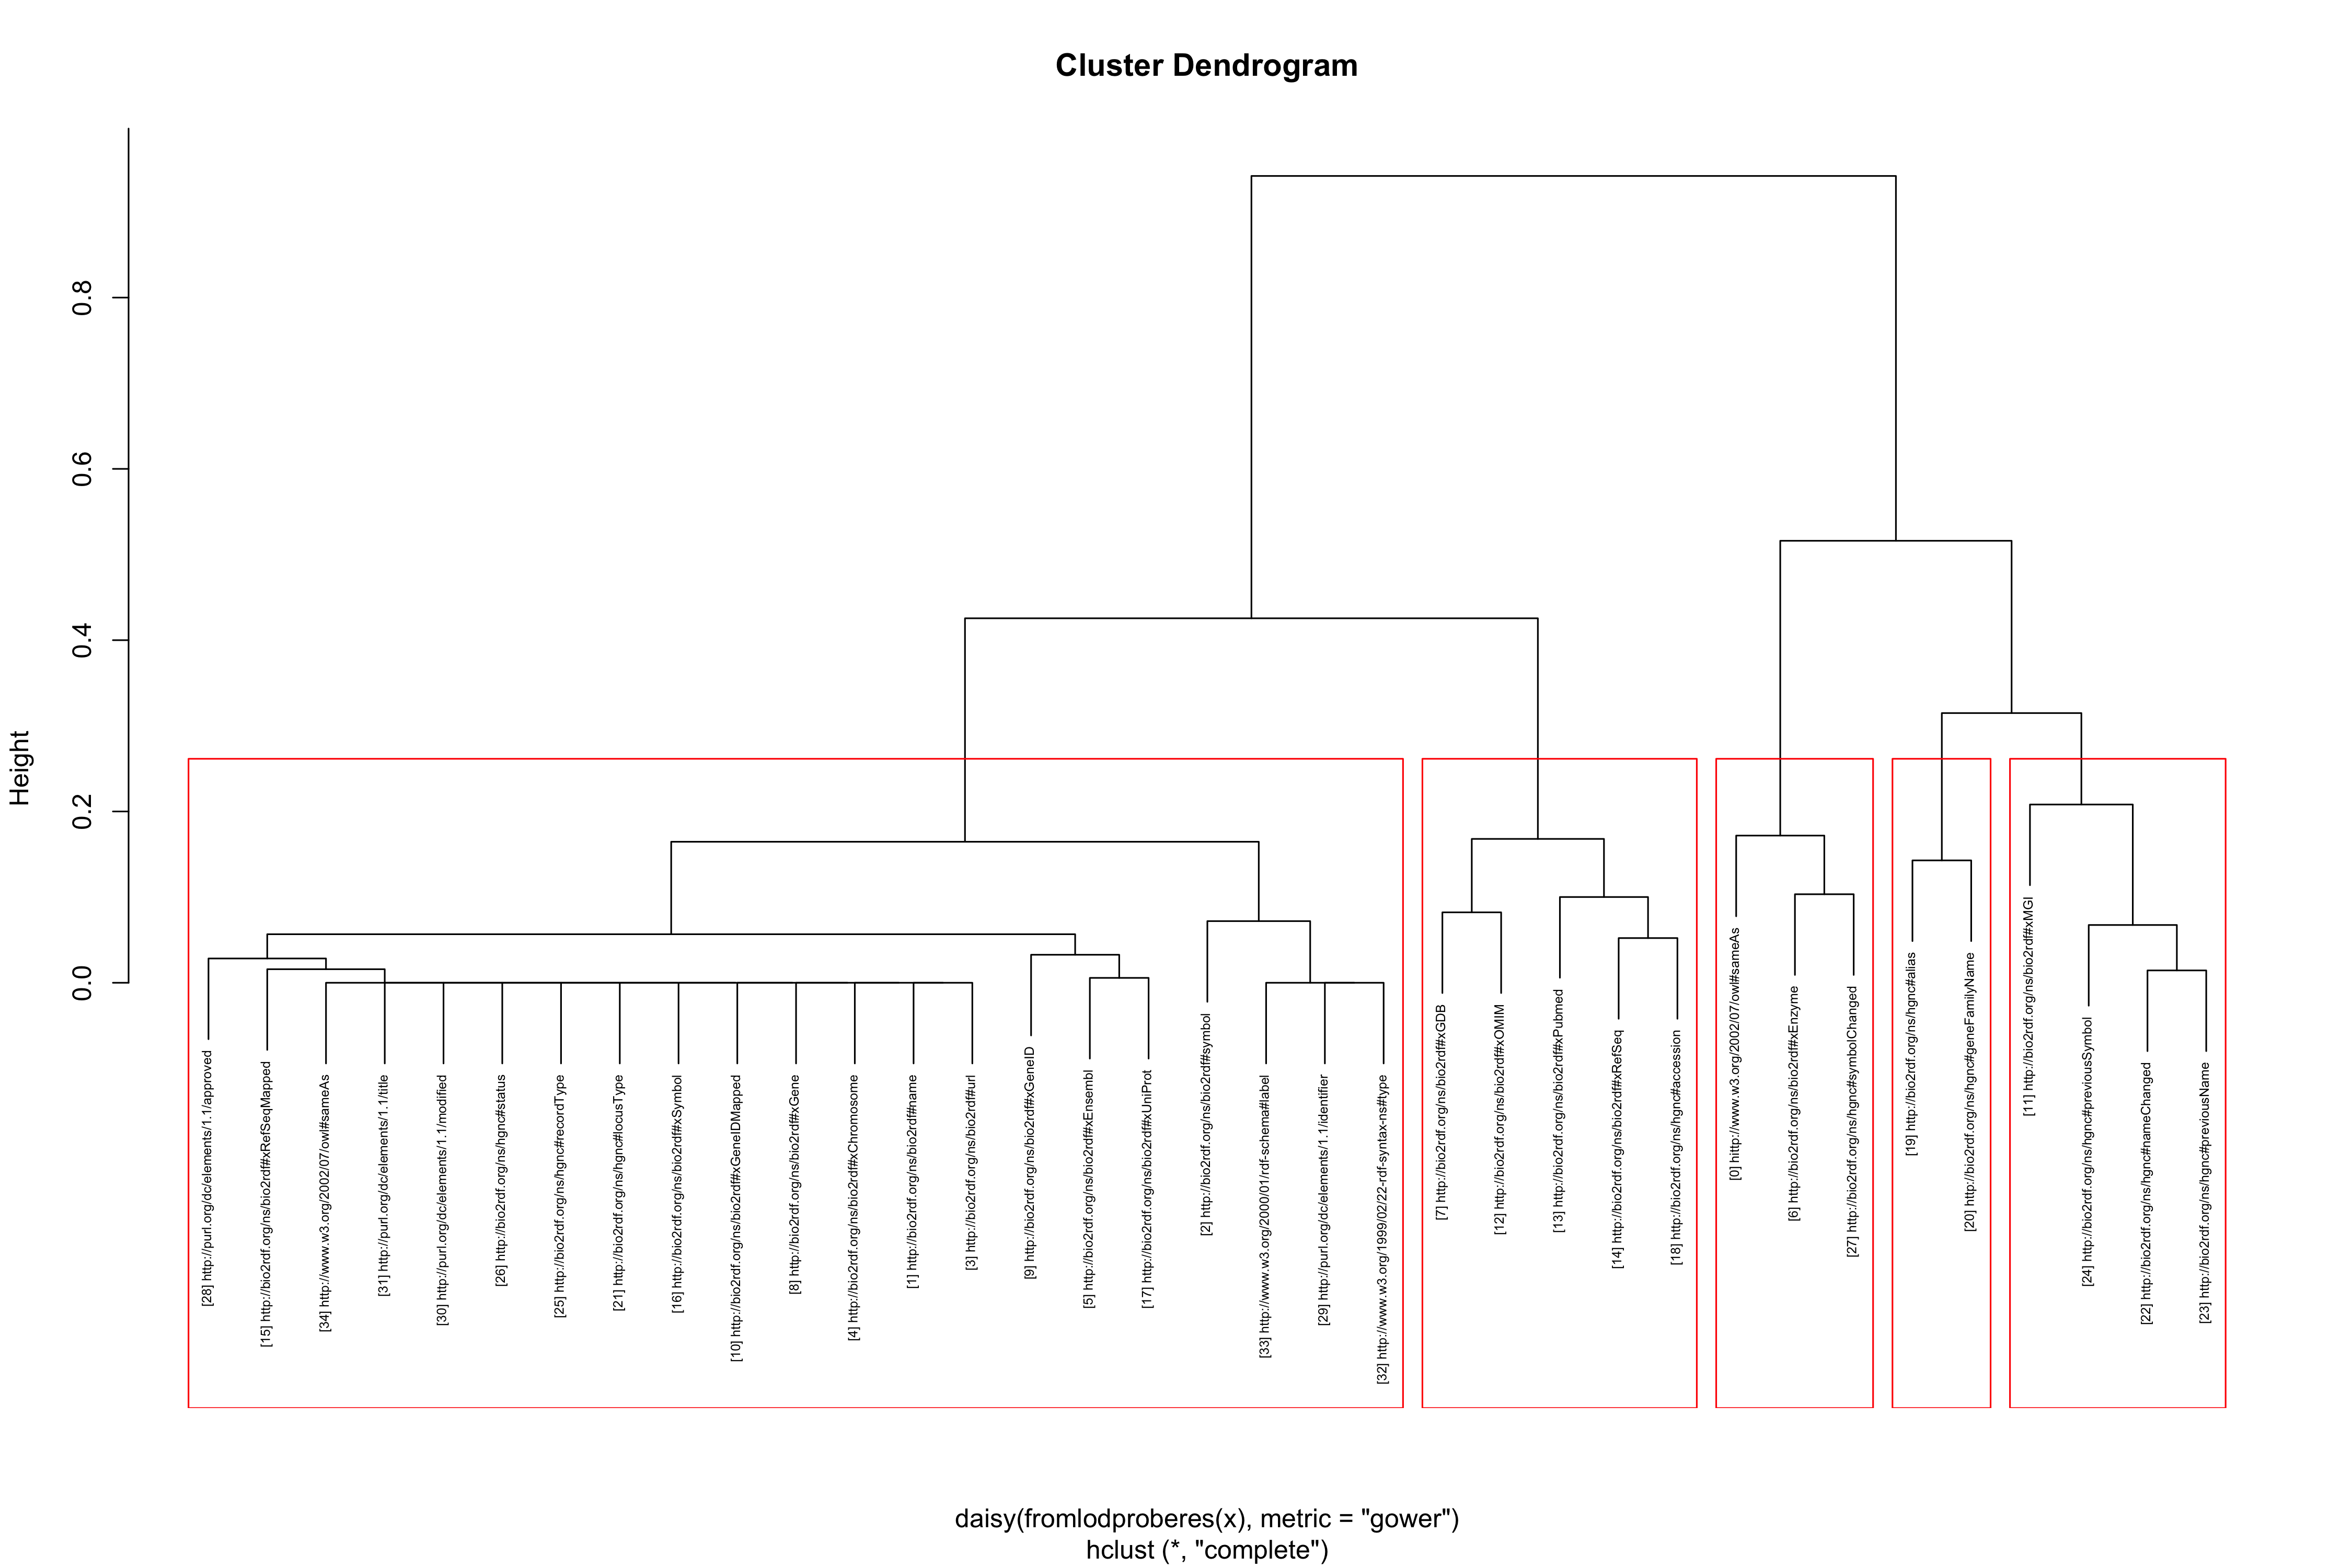 Cluster Dendrogram
Height
0.0
0.2
0.4
0.6
0.8
[28] http://purl.org/dc/elements/1.1/approved
[15] http://bio2rdf.org/ns/bio2rdf#xRefSeqMapped
[34] http://www.w3.org/2002/07/owl#sameAs
[31] http://purl.org/dc/elements/1.1/title
[30] http://purl.org/dc/elements/1.1/modified
[26] http://bio2rdf.org/ns/hgnc#status
[25] http://bio2rdf.org/ns/hgnc#recordType
[21] http://bio2rdf.org/ns/hgnc#locusType
[16] http://bio2rdf.org/ns/bio2rdf#xSymbol
[10] http://bio2rdf.org/ns/bio2rdf#xGeneIDMapped
[8] http://bio2rdf.org/ns/bio2rdf#xGene
[4] http://bio2rdf.org/ns/bio2rdf#xChromosome
[1] http://bio2rdf.org/ns/bio2rdf#name
[3] http://bio2rdf.org/ns/bio2rdf#url
[9] http://bio2rdf.org/ns/bio2rdf#xGeneID
[5] http://bio2rdf.org/ns/bio2rdf#xEnsembl
[17] http://bio2rdf.org/ns/bio2rdf#xUniProt
[2] http://bio2rdf.org/ns/bio2rdf#symbol
[33] http://www.w3.org/2000/01/rdf-schema#label
[29] http://purl.org/dc/elements/1.1/identifier
[32] http://www.w3.org/1999/02/22-rdf-syntax-ns#type
[7] http://bio2rdf.org/ns/bio2rdf#xGDB
[12] http://bio2rdf.org/ns/bio2rdf#xOMIM
[13] http://bio2rdf.org/ns/bio2rdf#xPubmed
[14] http://bio2rdf.org/ns/bio2rdf#xRefSeq
[18] http://bio2rdf.org/ns/hgnc#accession
[0] http://www.w3.org/2002/07/owl#sameAs
[6] http://bio2rdf.org/ns/bio2rdf#xEnzyme
[27] http://bio2rdf.org/ns/hgnc#symbolChanged
[19] http://bio2rdf.org/ns/hgnc#alias
[20] http://bio2rdf.org/ns/hgnc#geneFamilyName
[11] http://bio2rdf.org/ns/bio2rdf#xMGI
[24] http://bio2rdf.org/ns/hgnc#previousSymbol
[22] http://bio2rdf.org/ns/hgnc#nameChanged
[23] http://bio2rdf.org/ns/hgnc#previousName
daisy(fromlodproberes(x), metric = "gower")
hclust (*, "complete")